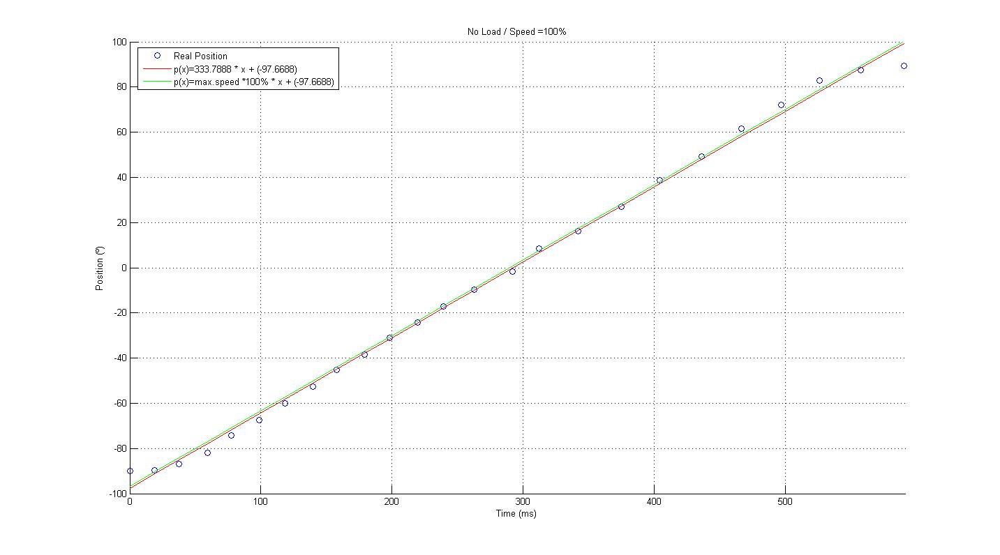 No Load / Speed =100%
Real Position
p(x)=333.7888 * x + (-97.6688)
p(x)=max.speed *100% * x + (-97.6688)
100
80
60
40
20
0
-20
-40
-60
-80
-100
Position (º)
0 100 200 300 400 500
Time (ms)